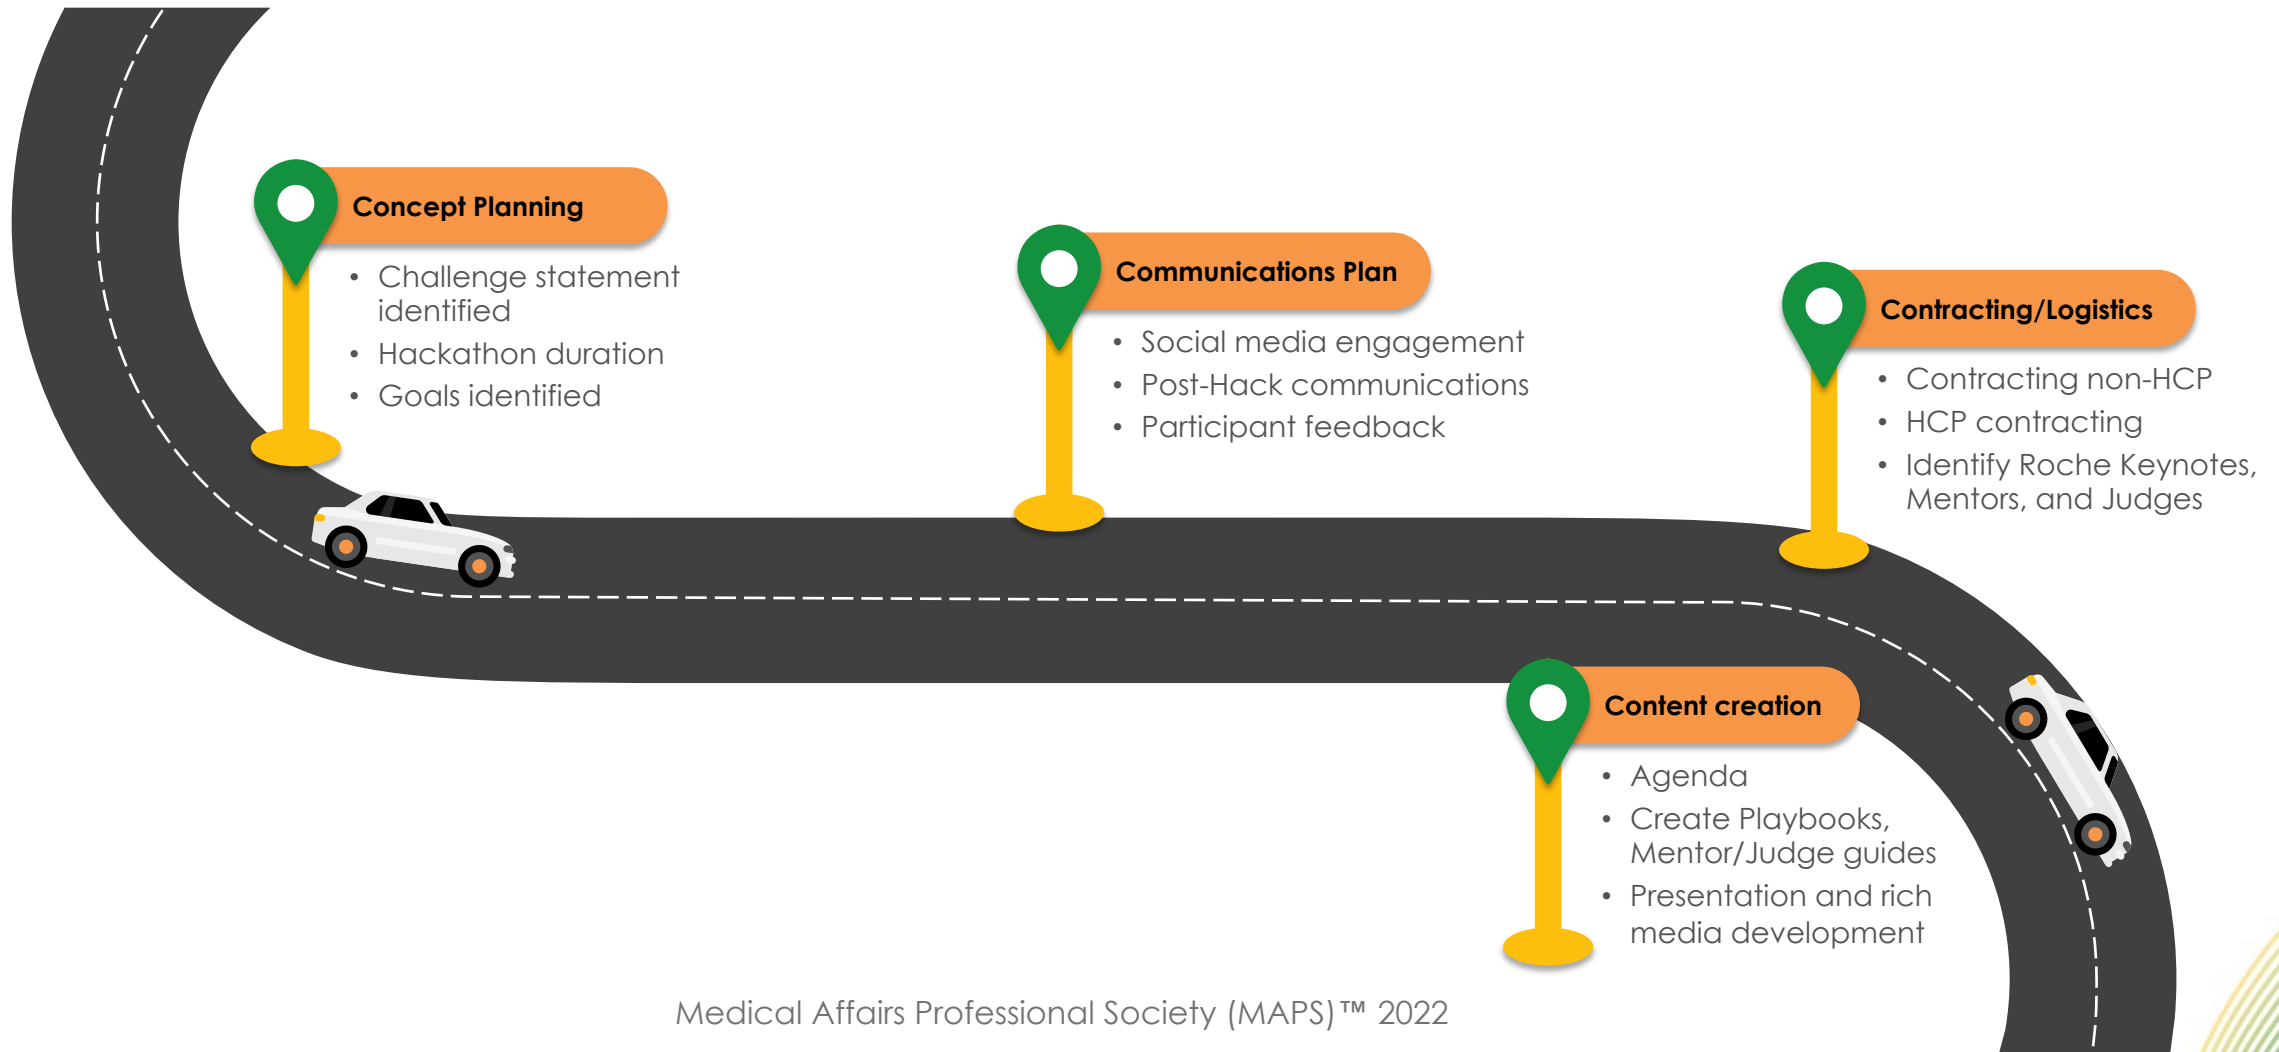 Concept Planning
• Challenge statement
identified
• Hackathon duration
• Goals identified
Communications Plan
• Social media engagement
• Post-Hack communications
• Participant feedback
Contracting/Logistics
• Contracting non-HCP
• HCP contracting
• Identify Roche Keynotes,
Mentors, and Judges
Content creation
• Agenda
• Create Playbooks,
Mentor/Judge guides
• Presentation and rich
media development
Medical Affairs Professional Society (MAPS)™ 2022